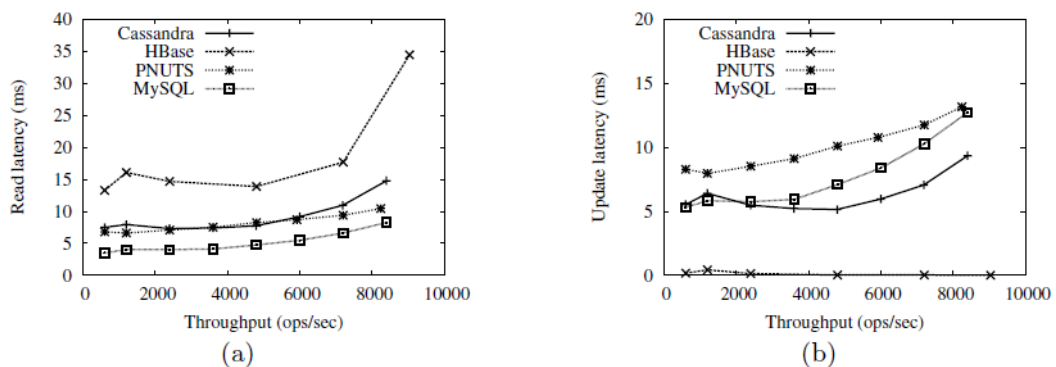 40
35
30
25
20
15
10
5
0
Read latency (ms)
Cassandra
HBase
PNUTS
MySQL
0 2000 4000 6000 8000 10000
Throughput (ops/sec)
(a)
20
15
10
5
0
Update latency (ms)
Cassandra
HBase
PNUTS
MySQL
0 2000 4000 6000 8000 10000
Throughput (ops/sec)
(b)